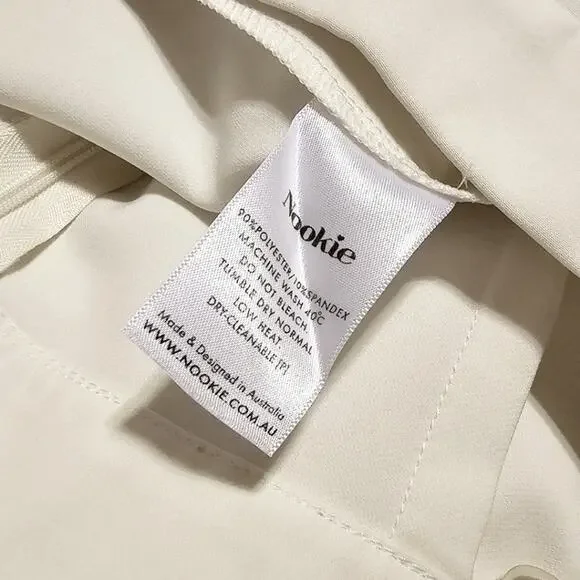 Nookie
90%POLYESTER/10%SPANDEX
MACHINE WASH 40°C
DO NOT BLEACH
TUMBLE DRY NORMAL
LOW HEAT
DRY-CLEANABLE [P]
Made & Designed in Australia
WWW.NOOKIE.COM.AU